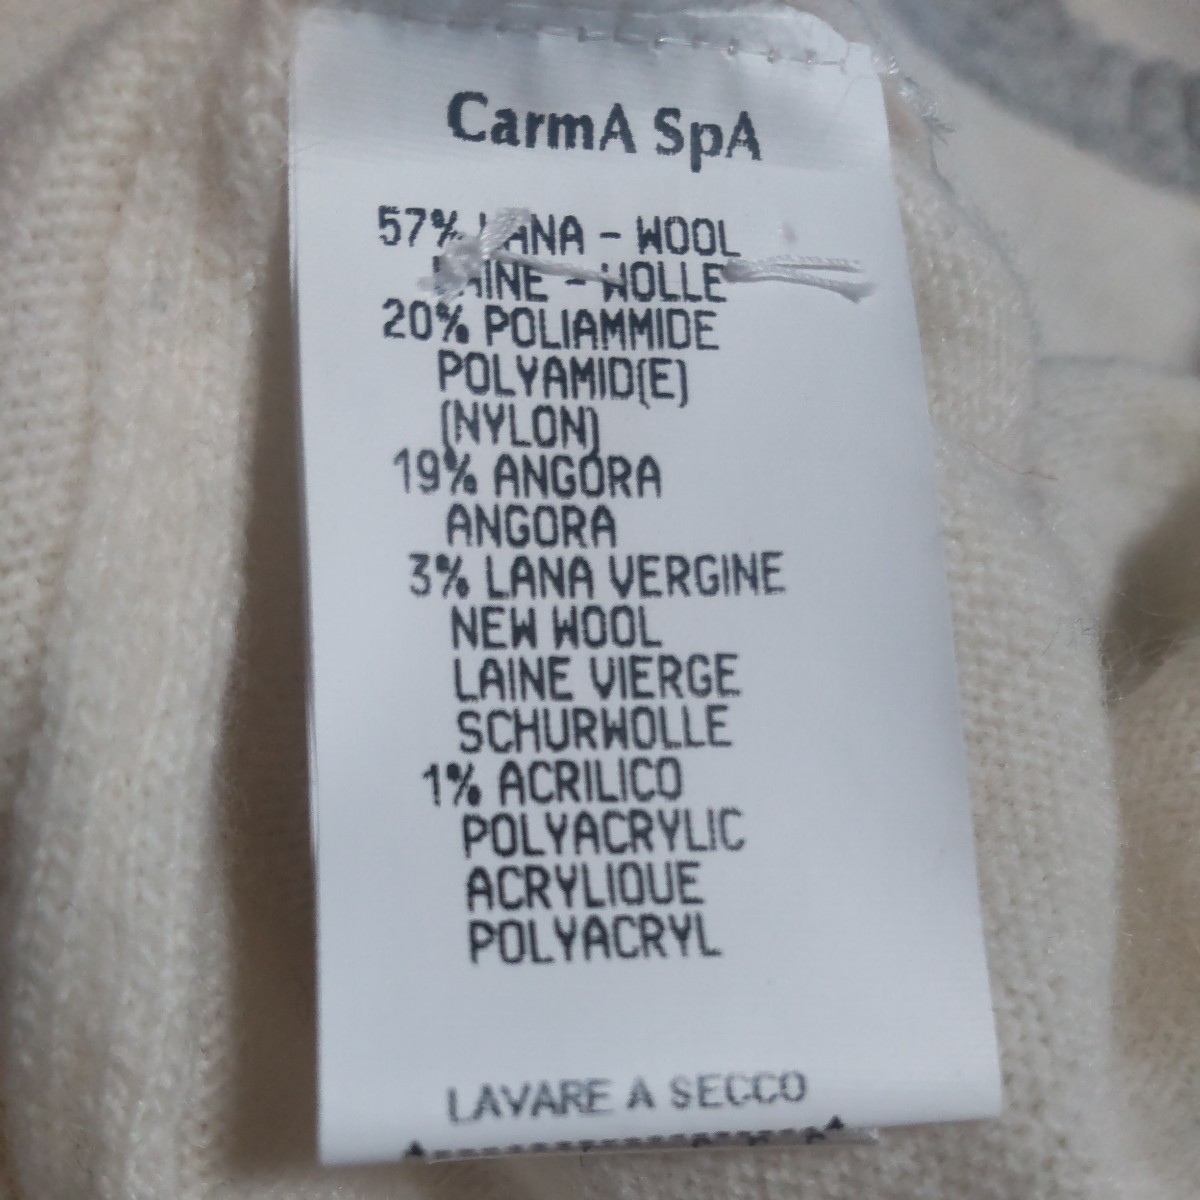 CarmA SpA
57% LANA - WOOL
LAINE - WOLLE
20% POLIAMMIDE
POLYAMID(E)
(NYLON)
19% ANGORA
ANGORA
3% LANA VERGINE
NEW WOOL
LAINE VIERGE
SCHURWOLLE
1% ACRILICO
POLYACRYLIC
ACRYLIQUE
POLYACRYL
LAVARE A SECCO